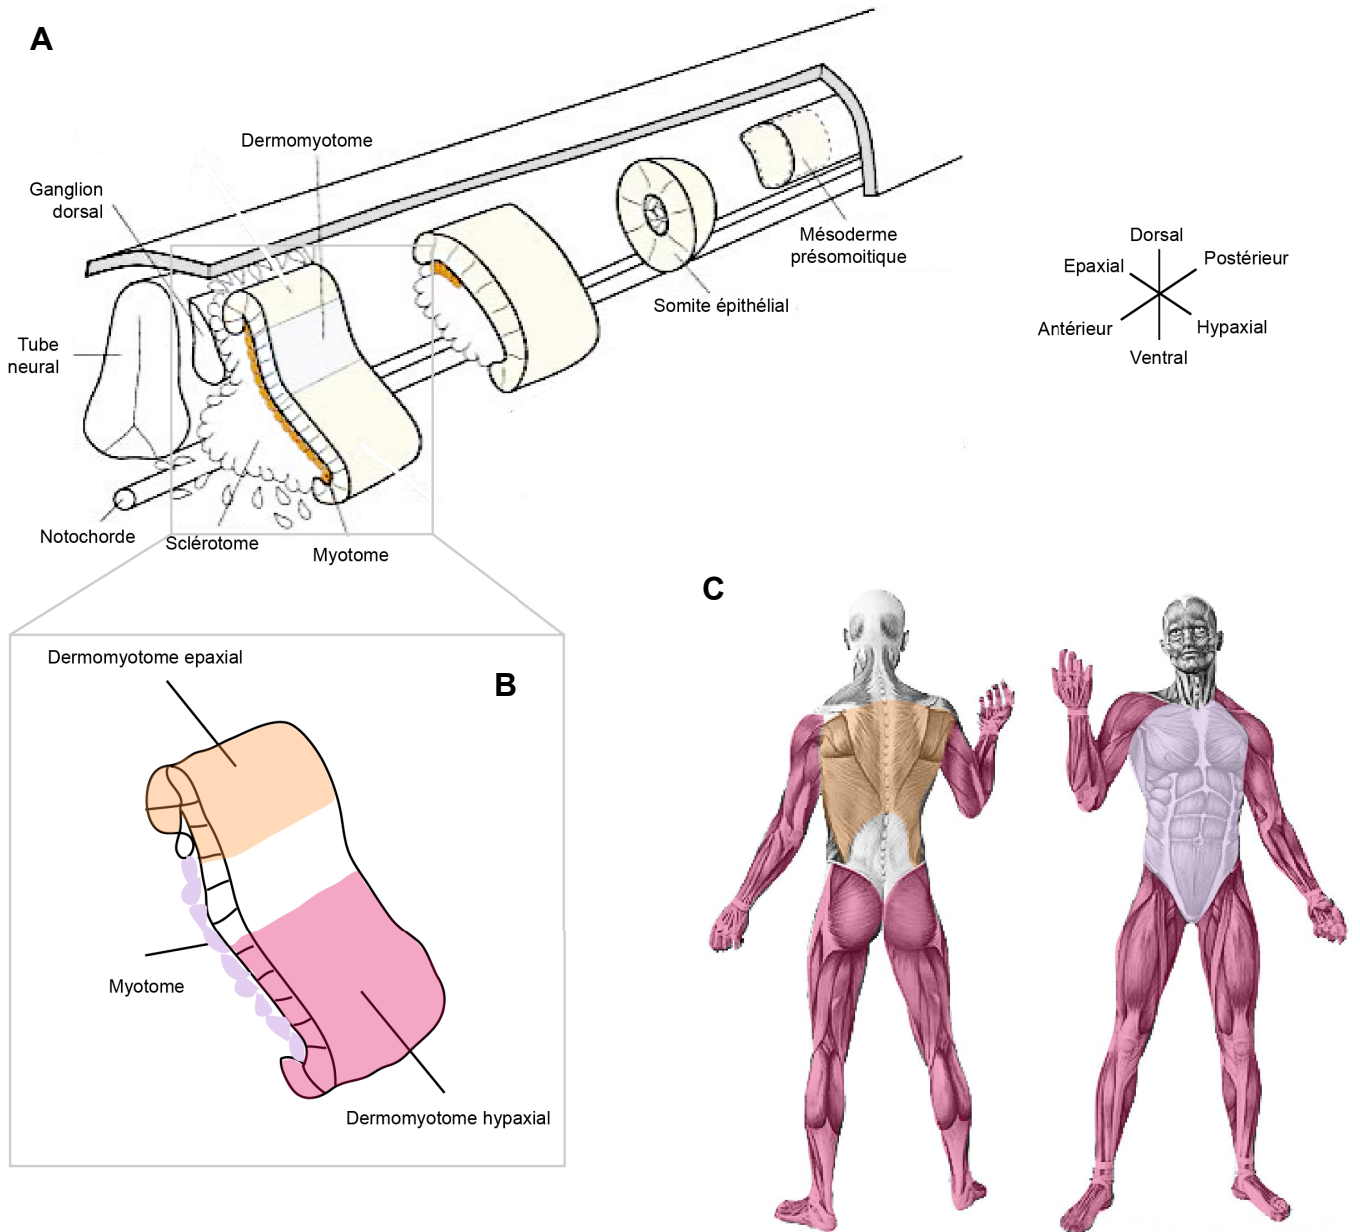 A
Dermomyotome
Ganglion
dorsal
Tube
neural
Notochorde
Sclérotome
Myotome
Somite épithélial
Mésoderme
présomoitique
Dorsal
Epaxial
Postérieur
Antérieur
Hypaxial
Ventral
B
Dermomyotome epaxial
Myotome
Dermomyotome hypaxial
C